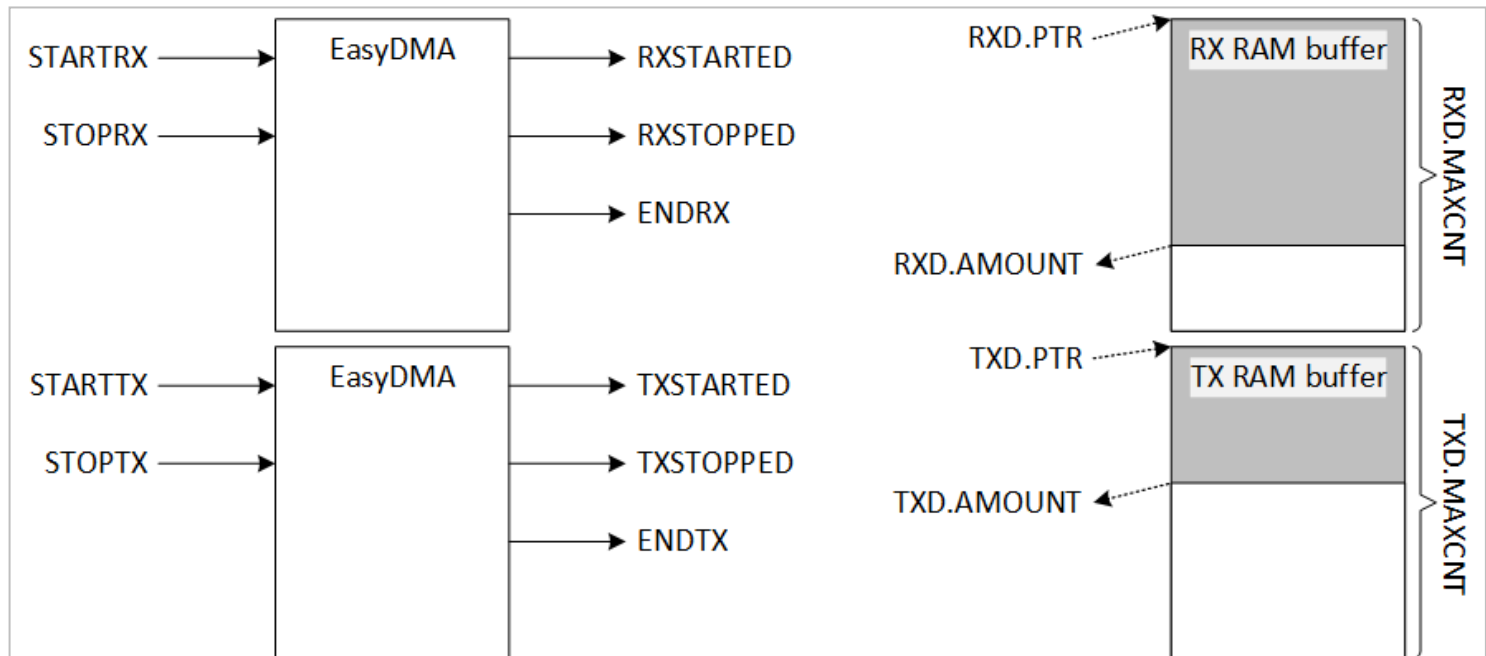 EasyDMA
STARTRX
RXSTARTED
STOPRX
RXSTOPPED
ENDRX
RXD.PTR
RX RAM buffer
RXD.MAXCNT
RXD.AMOUNT
EasyDMA
STARTTX
TXSTARTED
STOPTX
TXSTOPPED
ENDTX
TXD.PTR
TX RAM buffer
TXD.MAXCNT
TXD.AMOUNT